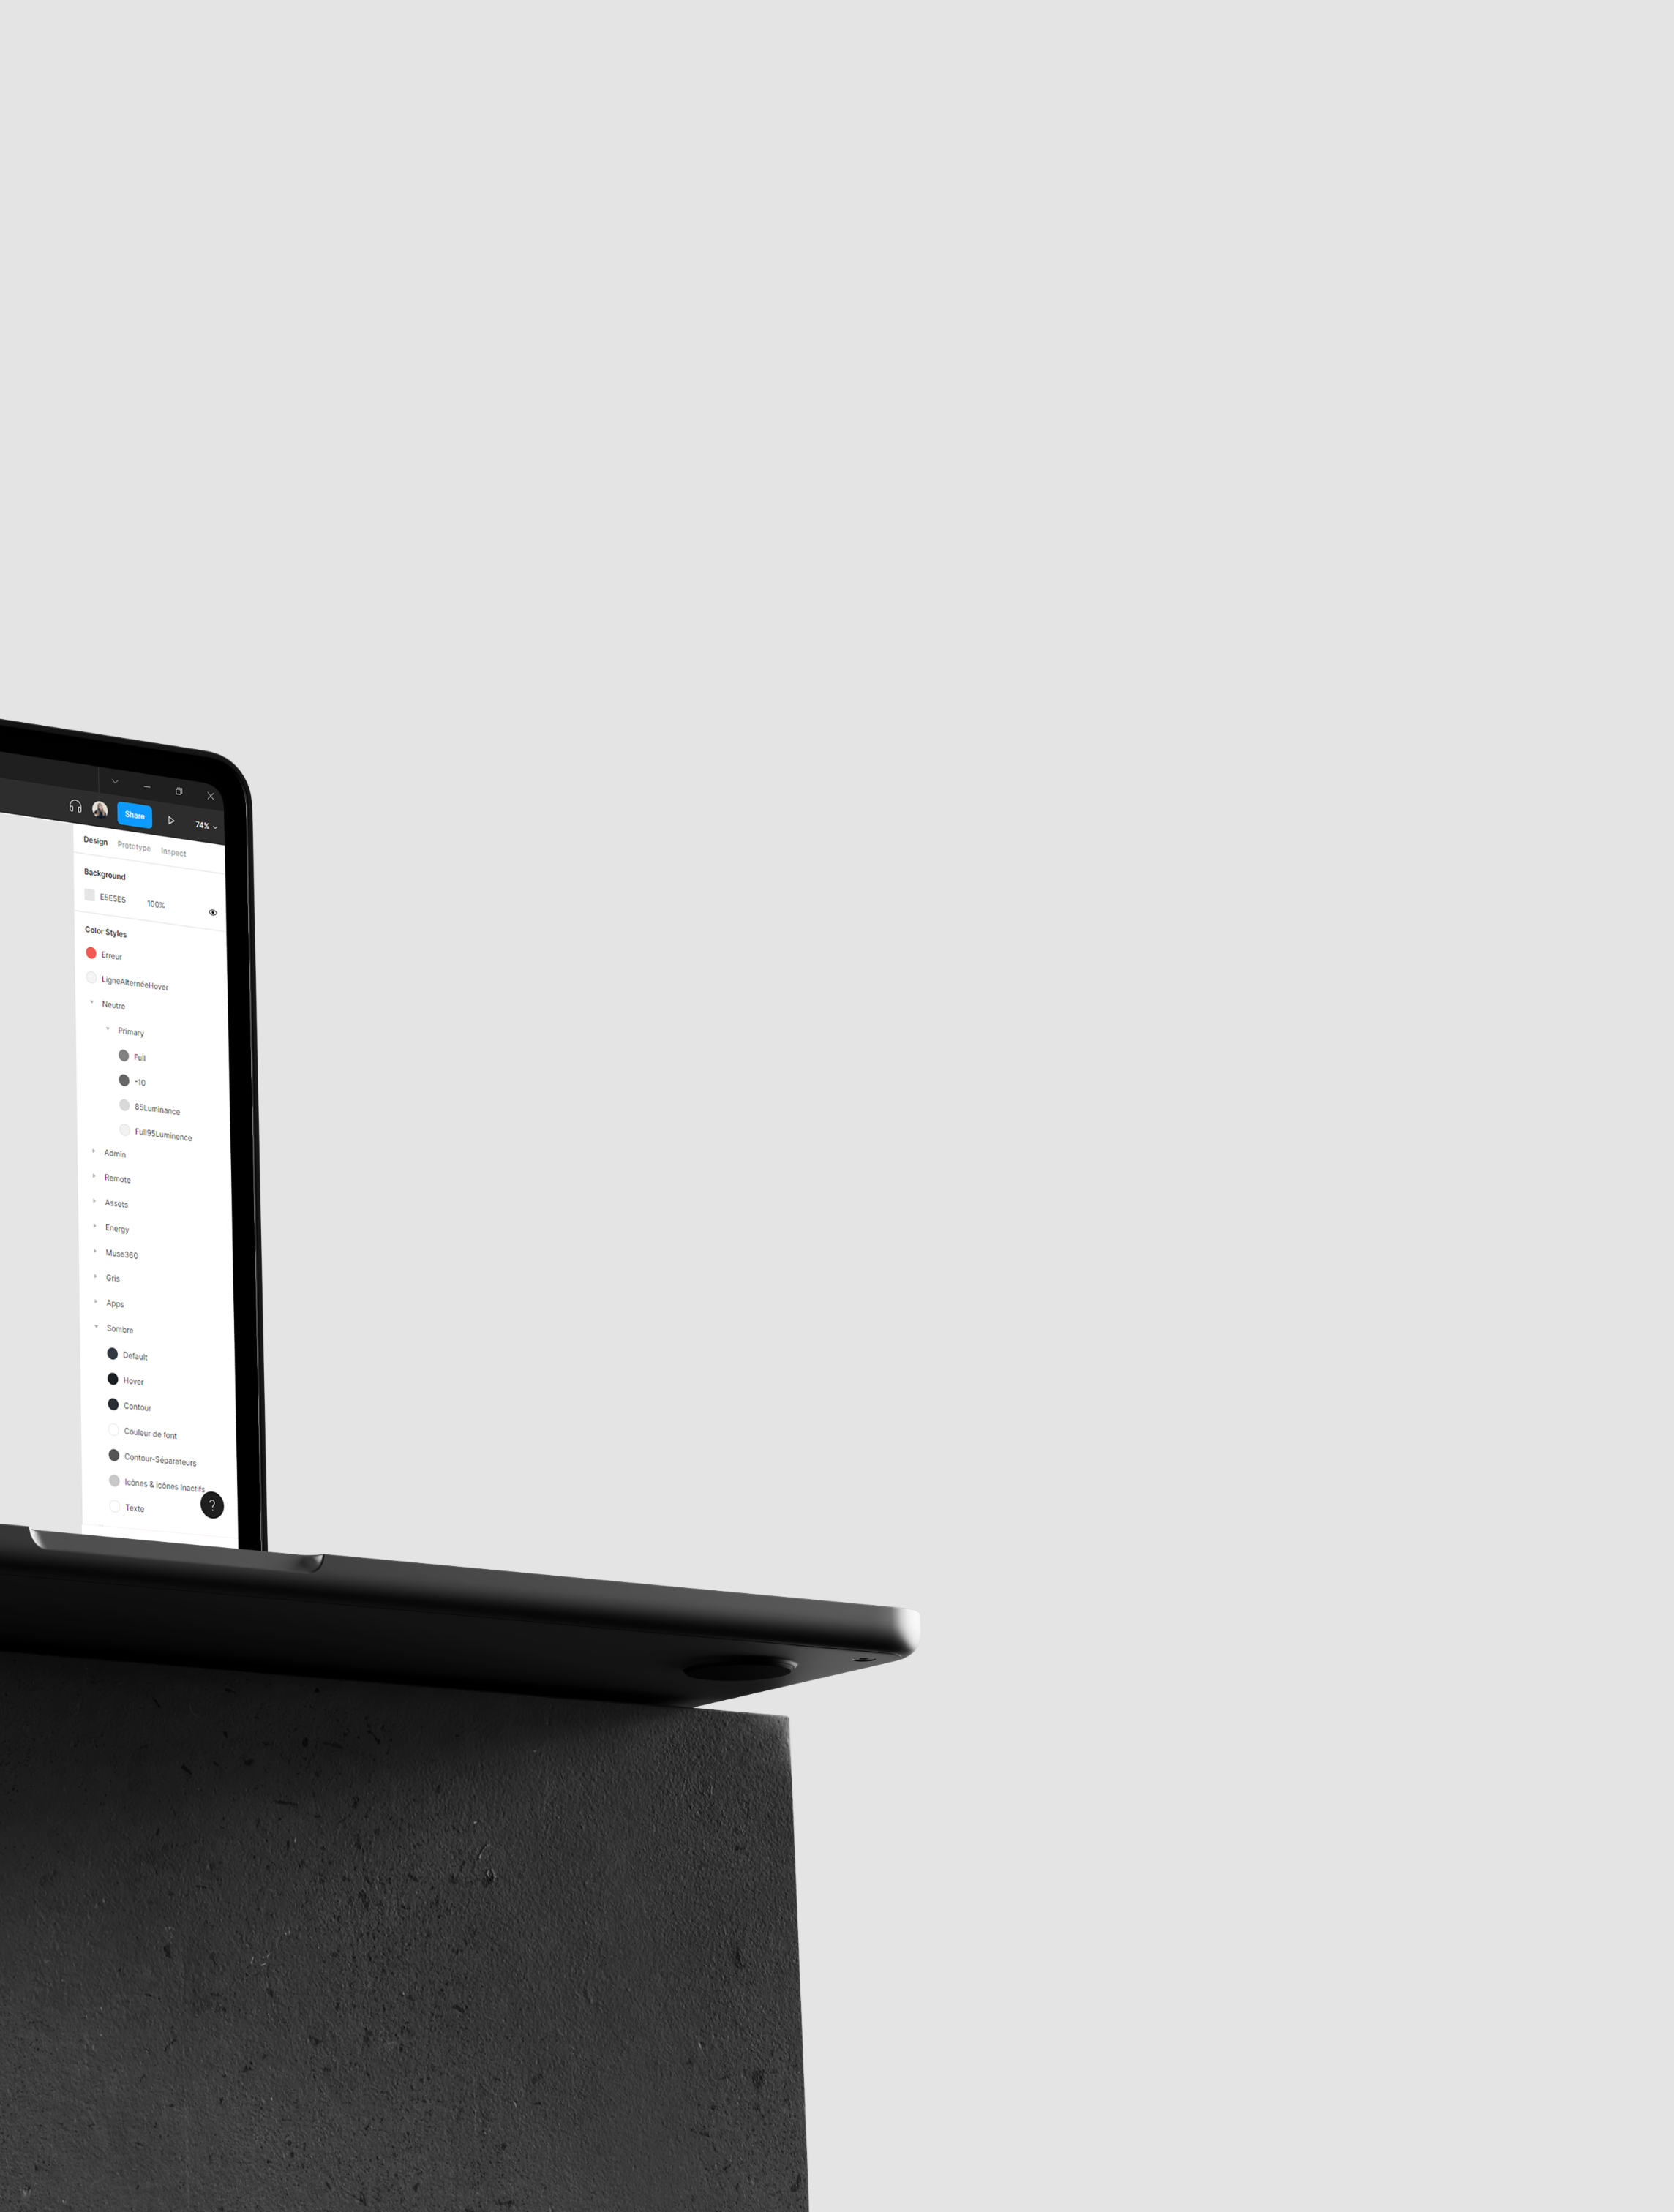 Share
74%
Design Prototype Inspect
Background
E5E5E5 100%
Color Styles
Erreur
LigneAlternéeHover
Neutre
Primary
Full
-10
85Luminance
Full95Luminence
Admin
Remote
Assets
Energy
Muse360
Gris
Apps
Sombre
Default
Hover
Contour
Couleur de font
Contour-Séparateurs
Icônes & icônes Inactifs
Texte
?